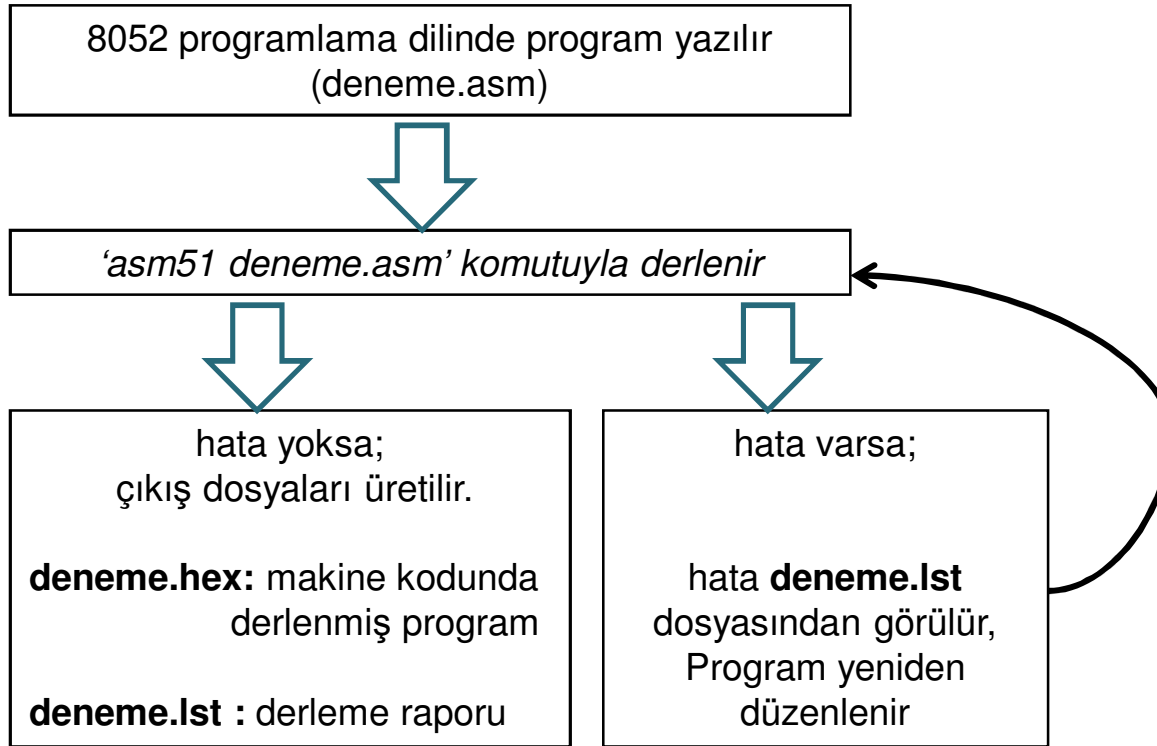 8052 programlama dilinde program yazılır
(deneme.asm)
‘asm51 deneme.asm’ komutuyla derlenir
hata yoksa;
çıkış dosyaları üretilir.
deneme.hex: makine kodunda
derlenmiş program
deneme.lst : derleme raporu
hata varsa;
hata deneme.lst
dosyasından görülür,
Program yeniden
düzenlenir